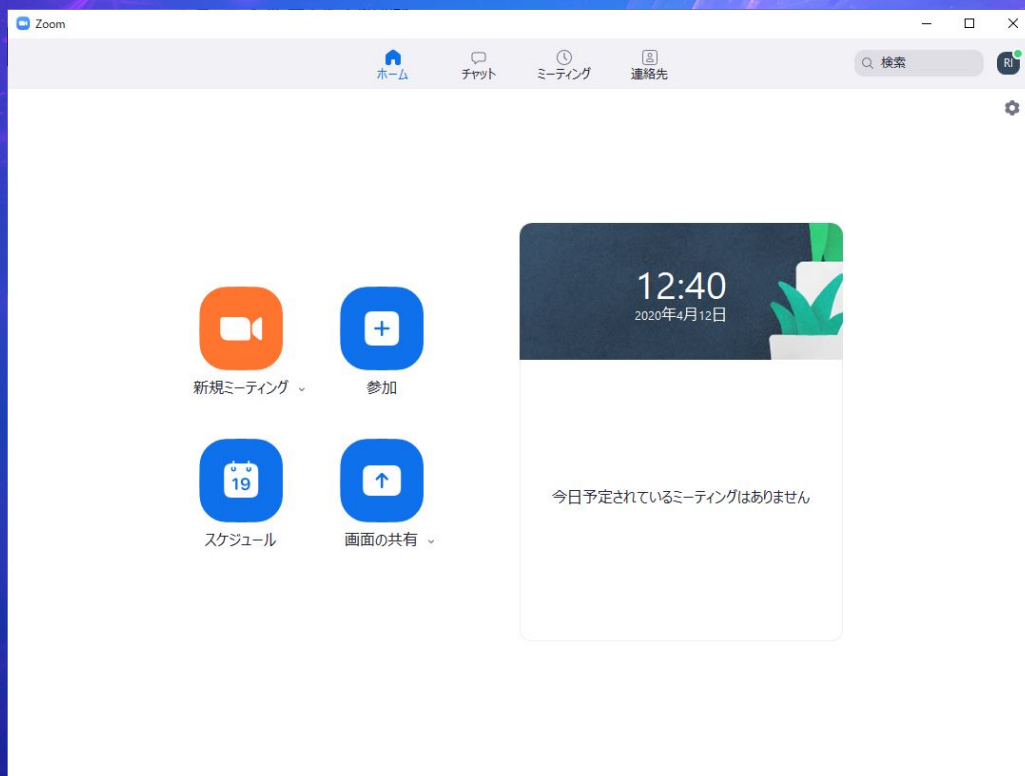 Zoom
ホーム
チャット
ミーティング
連絡先
検索
RI
12:40
2020年4月12日
新規ミーティング
参加
19
スケジュール
画面の共有
今日予定されているミーティングはありません